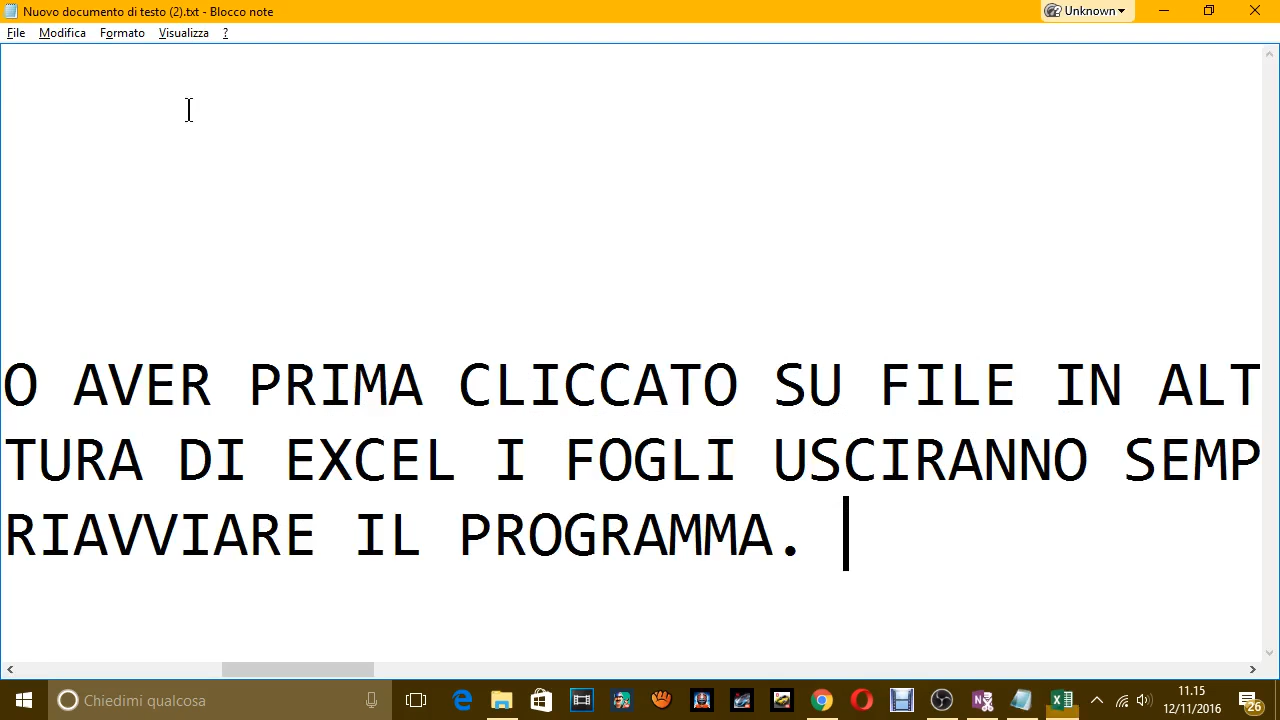 Nuovo documento di testo (2).txt - Blocco note
Unknown
File Modifica Formato Visualizza ?
O AVER PRIMA CLICCATO SU FILE IN ALT
TURA DI EXCEL I FOGLI USCIRANNO SEMP
RIAVVIARE IL PROGRAMMA.
Chiedimi qualcosa
11.15
12/11/2016
26